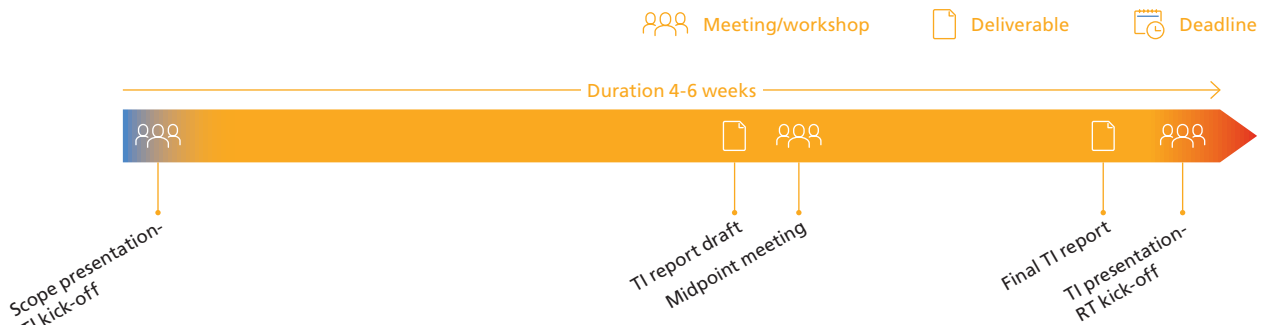 Meeting/workshop
Deliverable
Deadline
Duration 4-6 weeks
Scope presentation-
TI kick-off
TI report draft
Midpoint meeting
Final TI report
TI presentation-
RT kick-off